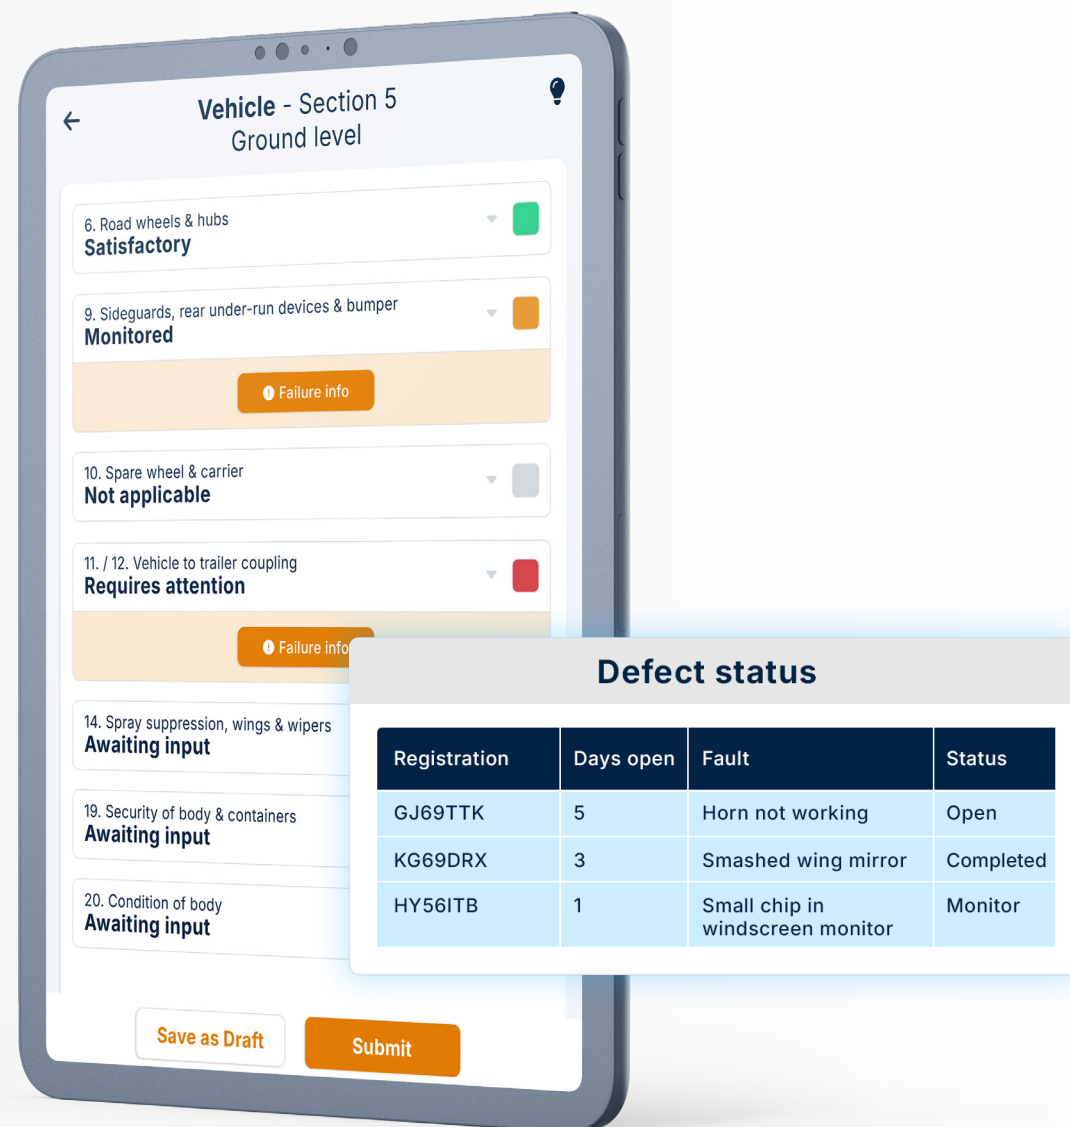 Vehicle - Section 5
Ground level
6. Road wheels & hubs
Satisfactory
9. Sideguards, rear under-run devices & bumper
Monitored
Failure info
10. Spare wheel & carrier
Not applicable
11. / 12. Vehicle to trailer coupling
Requires attention
Failure info
14. Spray suppression, wings & wipers
Awaiting input
19. Security of body & containers
Awaiting input
20. Condition of body
Awaiting input
Save as Draft
Submit
Defect status
Registration Days open Fault Status
GJ69TTK 5 Horn not working Open
KG69DRX 3 Smashed wing mirror Completed
HY56ITB 1 Small chip in Monitor
windscreen monitor